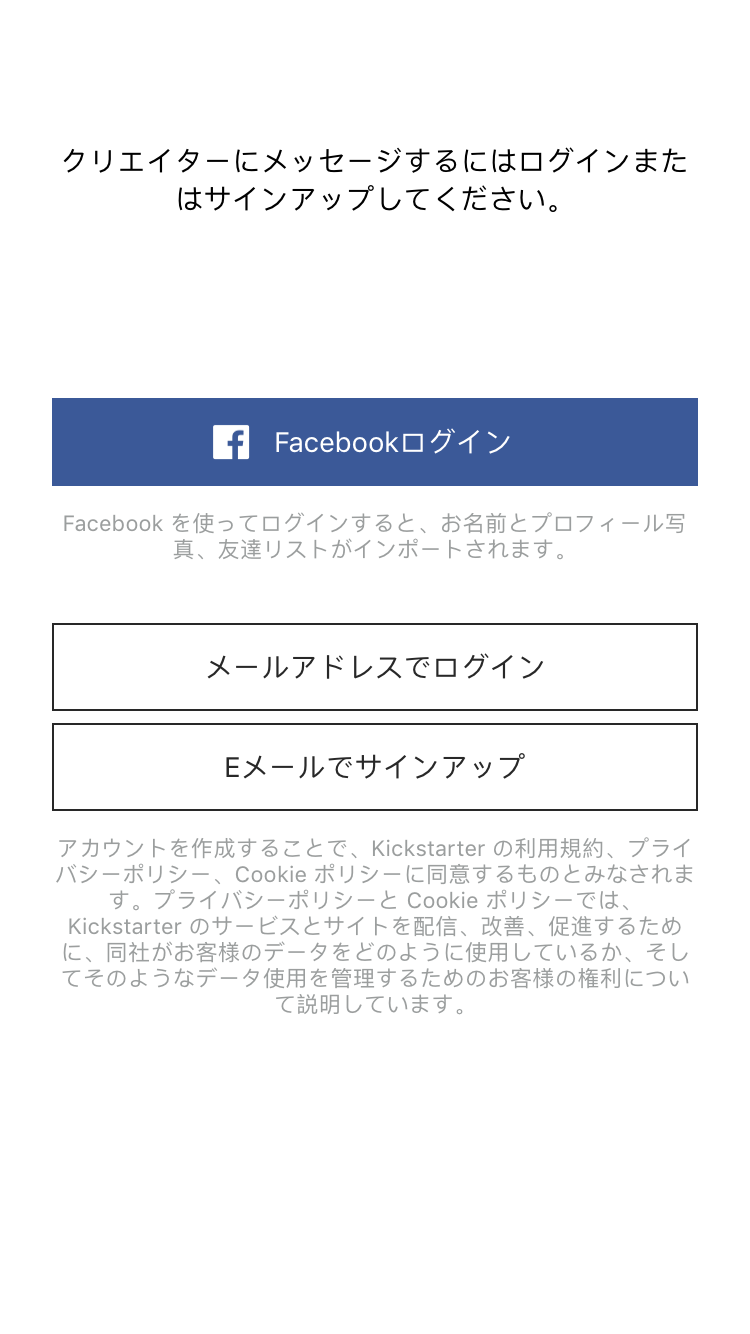 クリエイターにメッセージするにはログインまた
はサインアップしてください。
Facebookログイン
Facebook を使ってログインすると、お名前とプロフィール写
真、友達リストがインポートされます。
メールアドレスでログイン
Eメールでサインアップ
アカウントを作成することで、Kickstarter の利用規約、プライ
バシーポリシー、Cookie ポリシーに同意するものとみなされま
す。プライバシーポリシーと Cookie ポリシーでは、
Kickstarter のサービスとサイトを配信、改善、促進するため
に、同社がお客様のデータをどのように使用しているか、そし
てそのようなデータ使用を管理するためのお客様の権利につい
て説明しています。